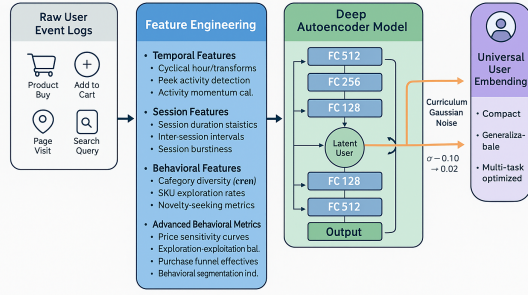 Raw User
Event Logs
Product
Buy
Add to
Cart
Page
Visit
Search
Query
Feature Engineering
• Temporal Features
• Cyclical hour/transforms
• Peek activity detection
• Activity momentum cal.
• Session Features
• Session duration staistics
• Inter-session intervals
• Session burstiness
• Behavioral Features
• Cafegory diversity (cren)
• SKU exploration rates
• Novelty-seeking metrics
• Advanced Behavioral Metrics
• Price sensitivity curves
• Exploration-exploitation bal.
• Purchase funnel effectives
• Behavioral segmentation ind.
Deep
Autoencoder Model
FC 512
FC 256
FC 128
Latent
User
FC 128
FC 512
Output
Curriculum
Gaussian
Noise
σ – 0.10
→ 0.02
Universal
User
Embending
• Compact
• Generaliza-
bale
• Multi-task
optimized